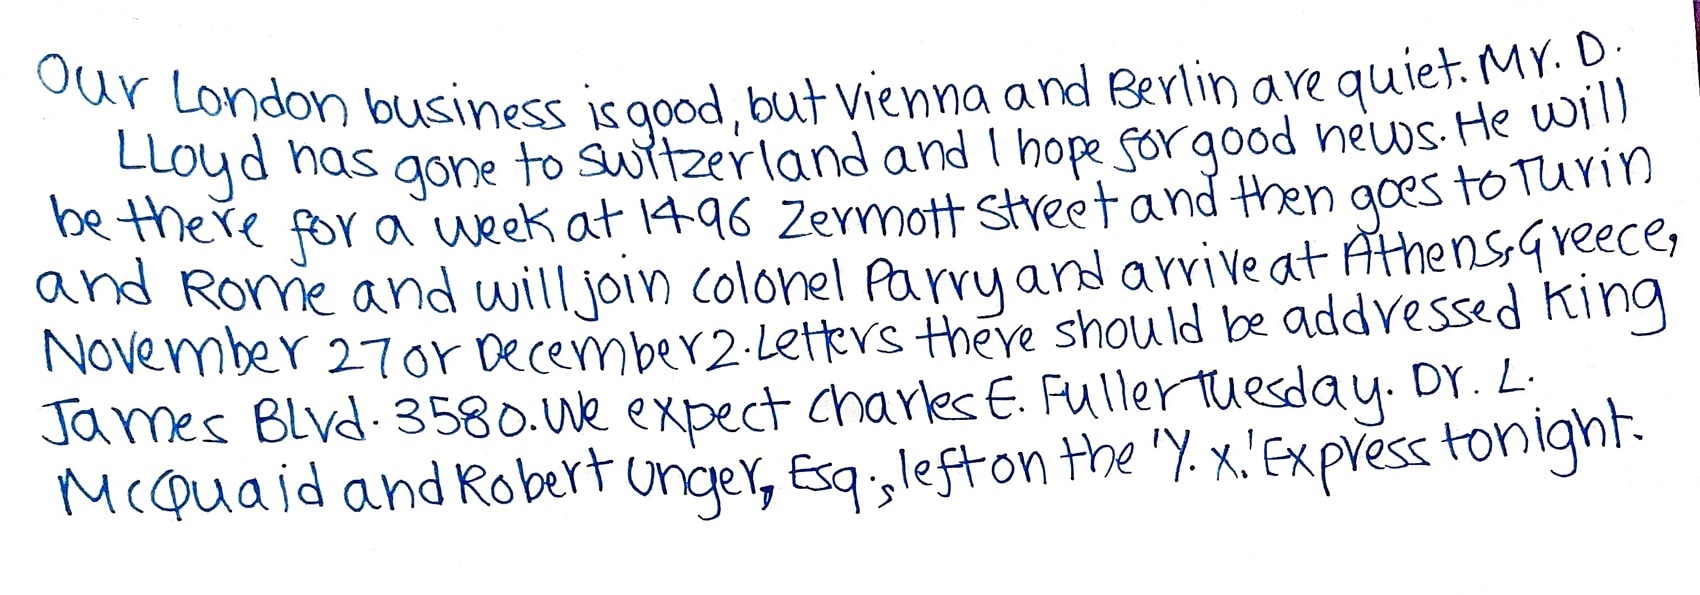 Our London business is good, but Vienna and Berlin are quiet. Mr. D.
Lloyd has gone to Switzerland and I hope for good news. He will
be there for a week at 1496 Zermott Street and then goes to Turin
and Rome and will join Colonel Parry and arrive at Athens, Greece,
November 27 or December 2. Letters there should be addressed King
James Blvd. 3580. We expect Charles E. Fuller Tuesday. Dr. L.
McQuaid and Robert Unger, Esq., left on the 'Y. X.' Express tonight.